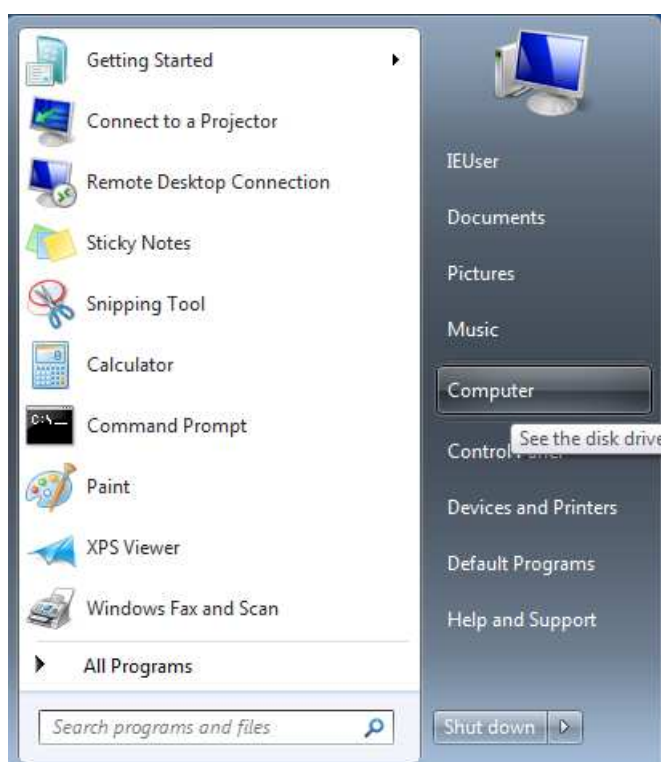 Getting Started
Connect to a Projector
Remote Desktop Connection
Sticky Notes
Snipping Tool
Calculator
C:\
Command Prompt
Paint
XPS Viewer
Windows Fax and Scan
All Programs
Search programs and files
IEUser
Documents
Pictures
Music
Computer
See the disk drive
Control
Devices and Printers
Default Programs
Help and Support
Shut down